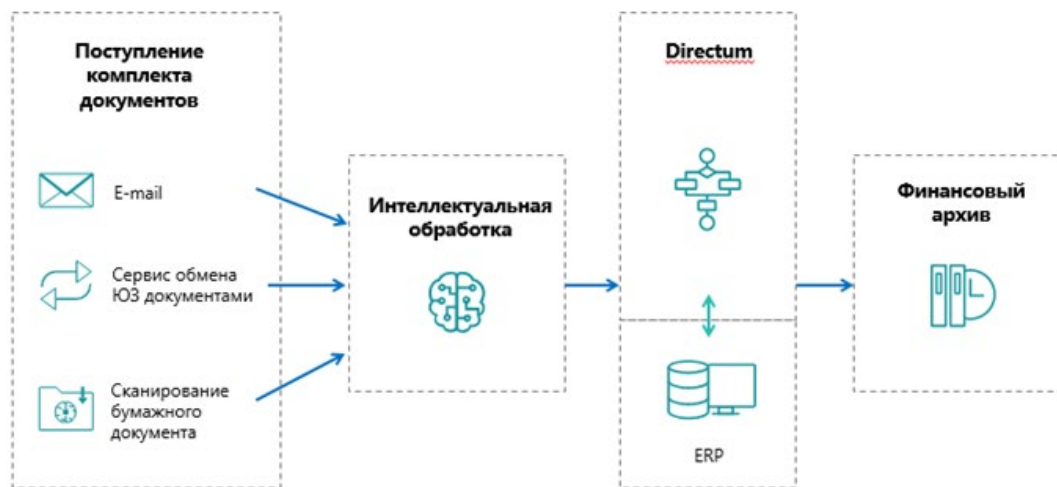 Поступление
комплекта
документов
E-mail
Сервис обмена
ЮЗ документами
Сканирование
бумажного
документа
Интеллектуальная
обработка
Directum
ERP
Финансовый
архив